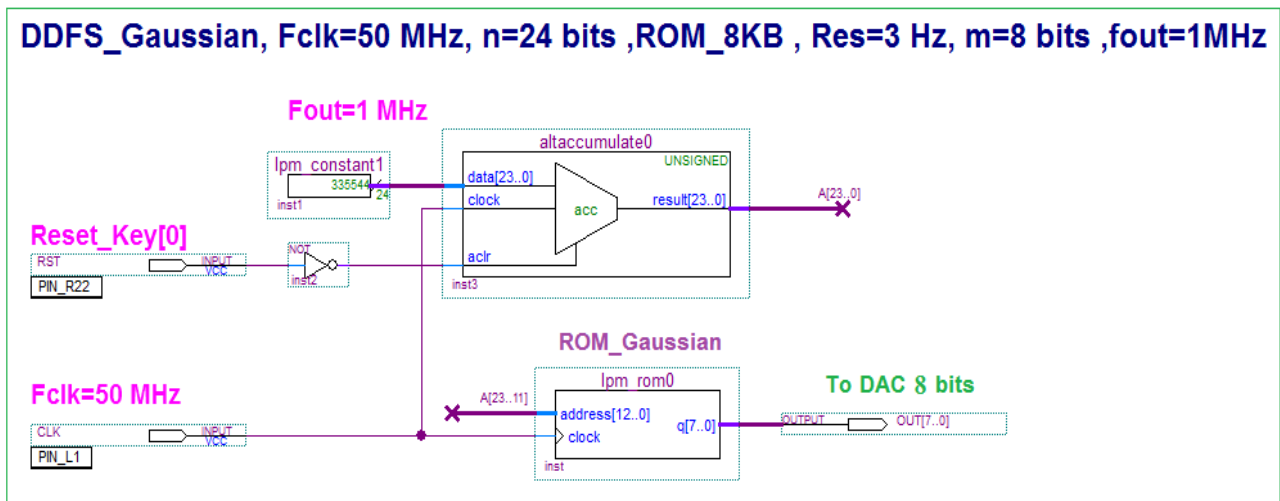 DDFS_Gaussian, Fclk=50 MHz, n=24 bits ,ROM_8KB , Res=3 Hz, m=8 bits ,fout=1MHz
Fout=1 MHz
altaccumulate0
UNSIGNED
lpm_constant1
335544
24
inst1
data[23..0]
clock
acc
result[23..0]
A[23..0]
Reset_Key[0]
RST
INPUT
VCC
PIN_R22
NOT
inst2
aclr
inst3
ROM_Gaussian
lpm_rom0
Fclk=50 MHz
To DAC 8 bits
A[23..11]
address[12..0]
q[7..0]
OUTPUT
OUT[7..0]
CLK
INPUT
VCC
clock
PIN_L1
inst